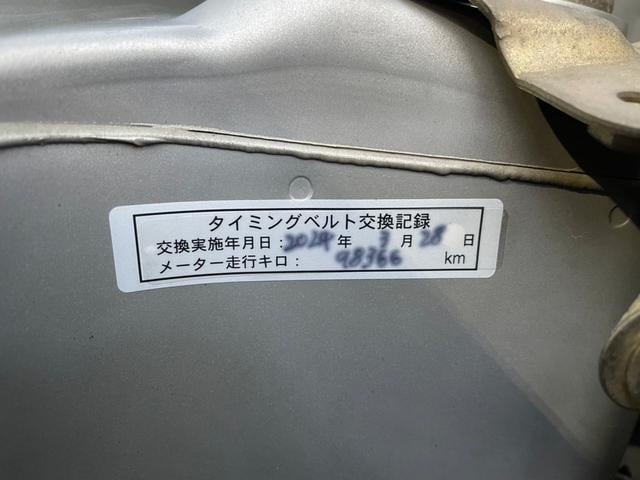 タイミングベルト交換記録
交換実施年月日:2024年 3月 28日
メーター走行キロ: 98366 km